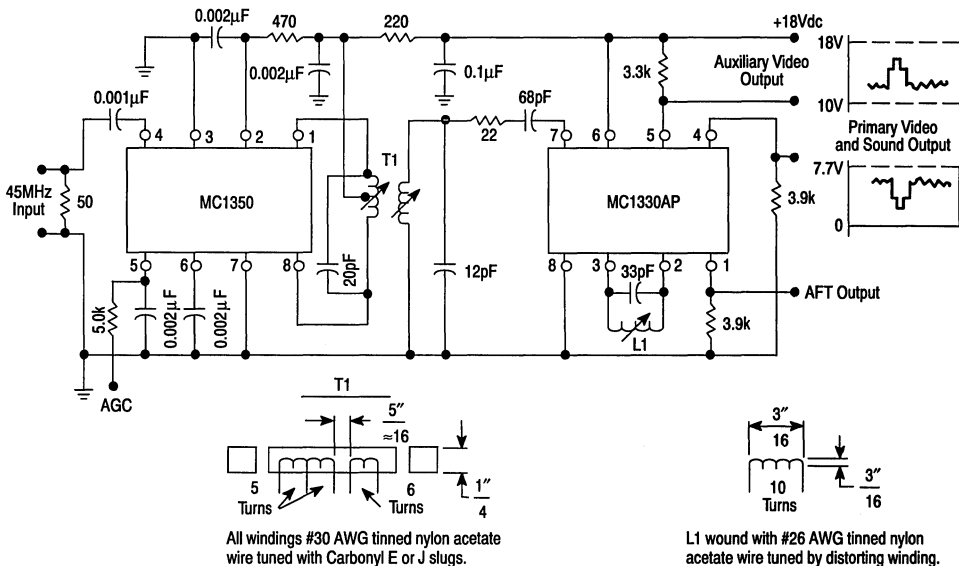 0.002µF
470
220
+18Vdc
18V
0.002µF
0.1µF
3.3k
Auxiliary Video
Output
10V
0.001µF
68pF
22
4 3 2 1
T1
7 6 5 4
Primary Video
and Sound Output
7.7V
45MHz
Input
50
MC1350
MC1330AP
3.9k
0
5 6 7 8
20pF
12pF
8 3 2 1
33pF
AFT Output
5.0k
0.002µF
0.002µF
L1
3.9k
AGC
T1
5"
≈16
3"
16
5
Turns
6
Turns
1"
4
10
Turns
3"
16
All windings #30 AWG tinned nylon acetate
wire tuned with Carbonyl E or J slugs.
L1 wound with #26 AWG tinned nylon
acetate wire tuned by distorting winding.